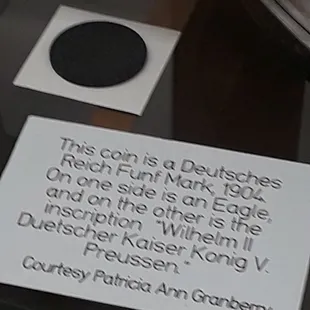 This coin is a Deutsches
Reich Funf Mark, 1904.
On one side is an Eagle,
and on the other is the
inscription "Wilhelm II
Duetscher Kaiser Konig V.
Preussen."
Courtesy Patricia Ann Granberry